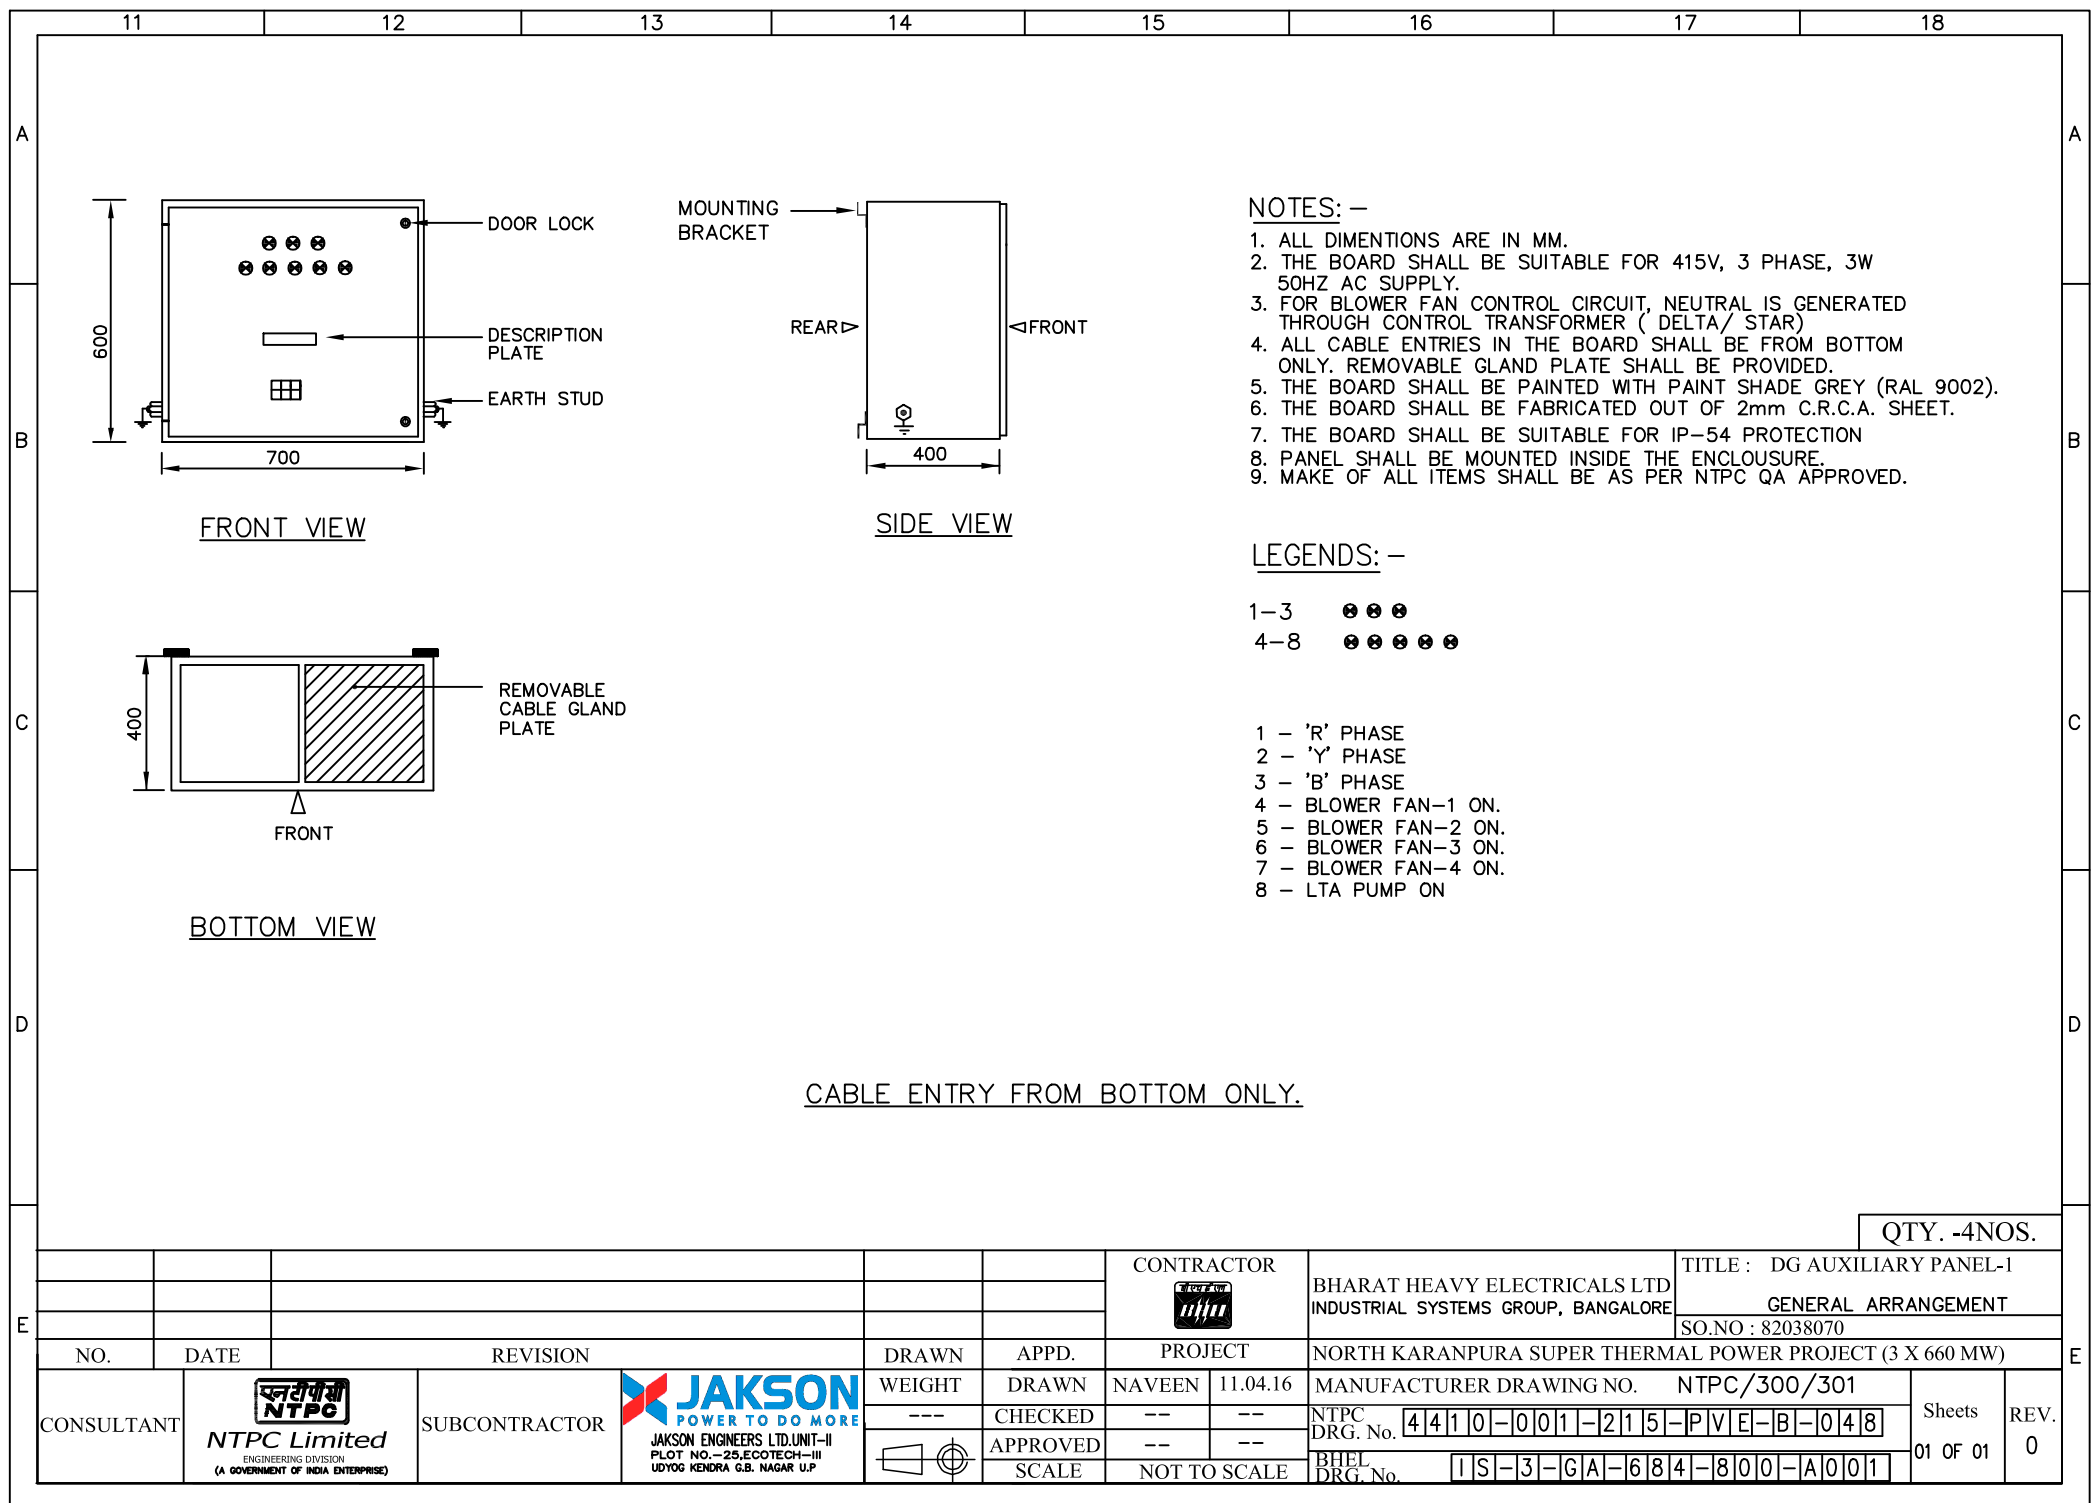 11 12 13 14 15 16 17 18
A A
B B
C C
D D
E E
600
700
DOOR LOCK
DESCRIPTION
PLATE
EARTH STUD
FRONT VIEW
MOUNTING
BRACKET
REAR
FRONT
400
SIDE VIEW
400
REMOVABLE
CABLE GLAND
PLATE
FRONT
BOTTOM VIEW
NOTES: –
1. ALL DIMENTIONS ARE IN MM.
2. THE BOARD SHALL BE SUITABLE FOR 415V, 3 PHASE, 3W
50HZ AC SUPPLY.
3. FOR BLOWER FAN CONTROL CIRCUIT, NEUTRAL IS GENERATED
THROUGH CONTROL TRANSFORMER ( DELTA/ STAR)
4. ALL CABLE ENTRIES IN THE BOARD SHALL BE FROM BOTTOM
ONLY. REMOVABLE GLAND PLATE SHALL BE PROVIDED.
5. THE BOARD SHALL BE PAINTED WITH PAINT SHADE GREY (RAL 9002).
6. THE BOARD SHALL BE FABRICATED OUT OF 2mm C.R.C.A. SHEET.
7. THE BOARD SHALL BE SUITABLE FOR IP-54 PROTECTION
8. PANEL SHALL BE MOUNTED INSIDE THE ENCLOUSURE.
9. MAKE OF ALL ITEMS SHALL BE AS PER NTPC QA APPROVED.
LEGENDS: –
1-3
4-8
1 – 'R' PHASE
2 – 'Y' PHASE
3 – 'B' PHASE
4 – BLOWER FAN-1 ON.
5 – BLOWER FAN-2 ON.
6 – BLOWER FAN-3 ON.
7 – BLOWER FAN-4 ON.
8 – LTA PUMP ON
CABLE ENTRY FROM BOTTOM ONLY.
QTY. -4NOS.
CONTRACTOR
बी एच ई एल
BHARAT HEAVY ELECTRICALS LTD
INDUSTRIAL SYSTEMS GROUP, BANGALORE
TITLE : DG AUXILIARY PANEL-1
GENERAL ARRANGEMENT
SO.NO : 82038070
NO. DATE REVISION DRAWN APPD.
PROJECT
NORTH KARANPURA SUPER THERMAL POWER PROJECT (3 X 660 MW)
CONSULTANT
एनटीपीसी
NTPC
NTPC Limited
ENGINEERING DIVISION
(A GOVERNMENT OF INDIA ENTERPRISE)
SUBCONTRACTOR
JAKSON
POWER TO DO MORE
JAKSON ENGINEERS LTD.UNIT-II
PLOT NO.-25,ECOTECH-III
UDYOG KENDRA G.B. NAGAR U.P
WEIGHT
---
DRAWN NAVEEN 11.04.16
CHECKED -- --
APPROVED -- --
SCALE NOT TO SCALE
MANUFACTURER DRAWING NO. NTPC/300/301
NTPC
DRG. No. 4410-001-215-PVE-B-048
BHEL
DRG. No. IS-3-GA-684-800-A001
Sheets
01 OF 01
REV.
0